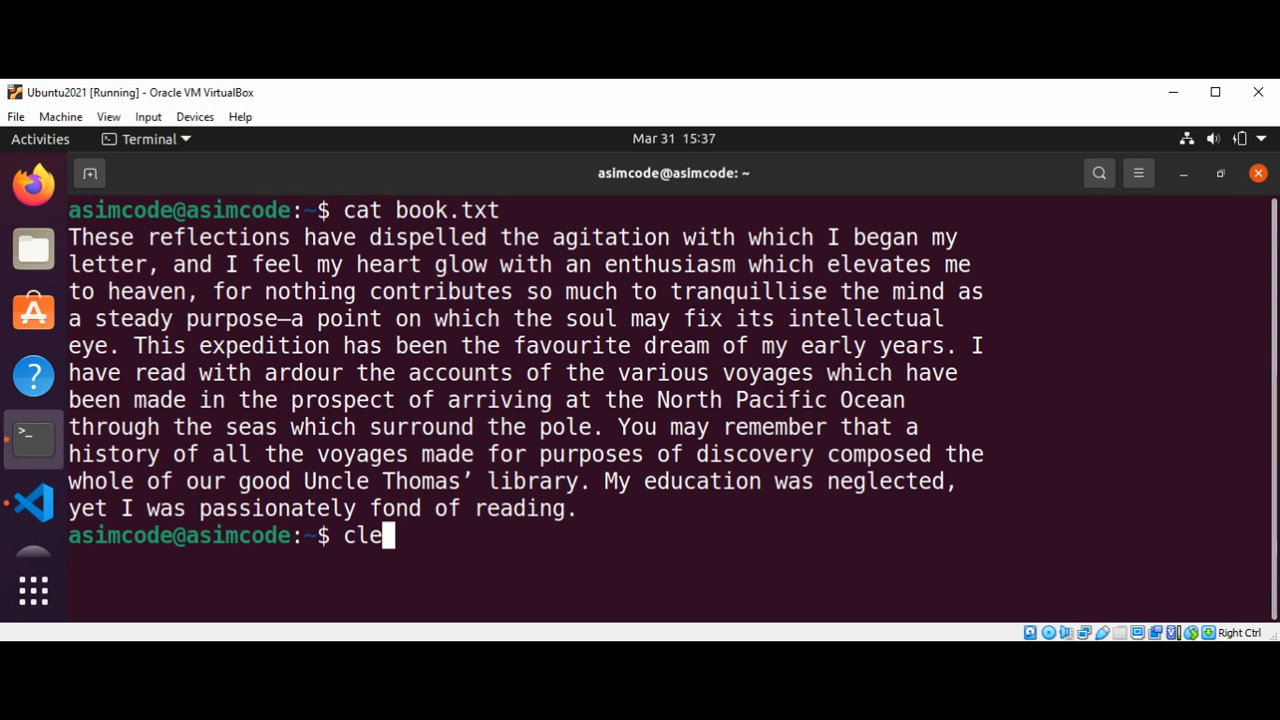 Ubuntu2021 [Running] - Oracle VM VirtualBox
File Machine View Input Devices Help
Activities Terminal Mar 31 15:37
asimcode@asimcode: ~
asimcode@asimcode:~$ cat book.txt
These reflections have dispelled the agitation with which I began my
letter, and I feel my heart glow with an enthusiasm which elevates me
to heaven, for nothing contributes so much to tranquillise the mind as
a steady purpose—a point on which the soul may fix its intellectual
eye. This expedition has been the favourite dream of my early years. I
have read with ardour the accounts of the various voyages which have
been made in the prospect of arriving at the North Pacific Ocean
through the seas which surround the pole. You may remember that a
history of all the voyages made for purposes of discovery composed the
whole of our good Uncle Thomas’ library. My education was neglected,
yet I was passionately fond of reading.
asimcode@asimcode:~$ cle
Right Ctrl